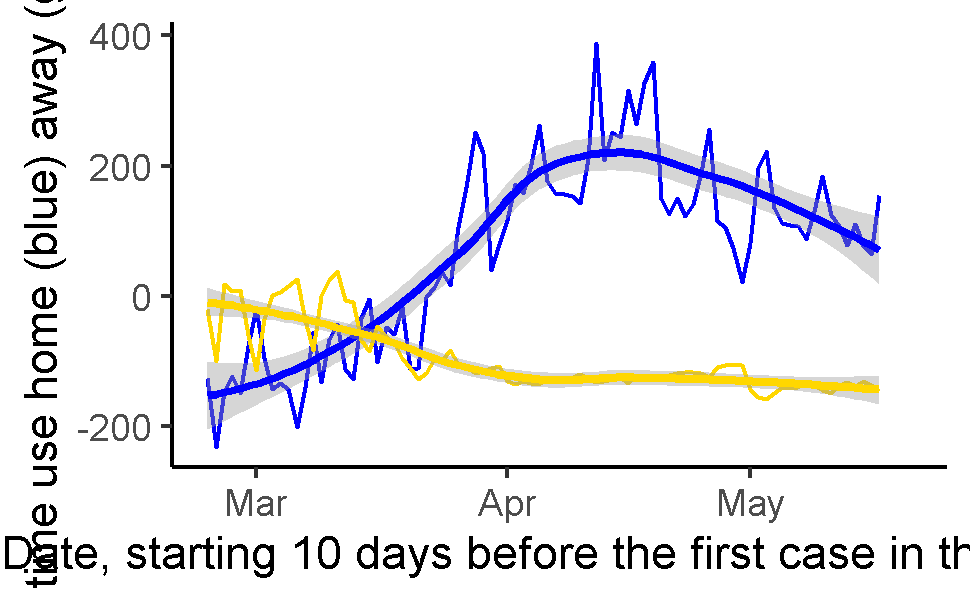 time use home (blue) away (
400
200
0
-200
Mar Apr May
Date, starting 10 days before the first case in th